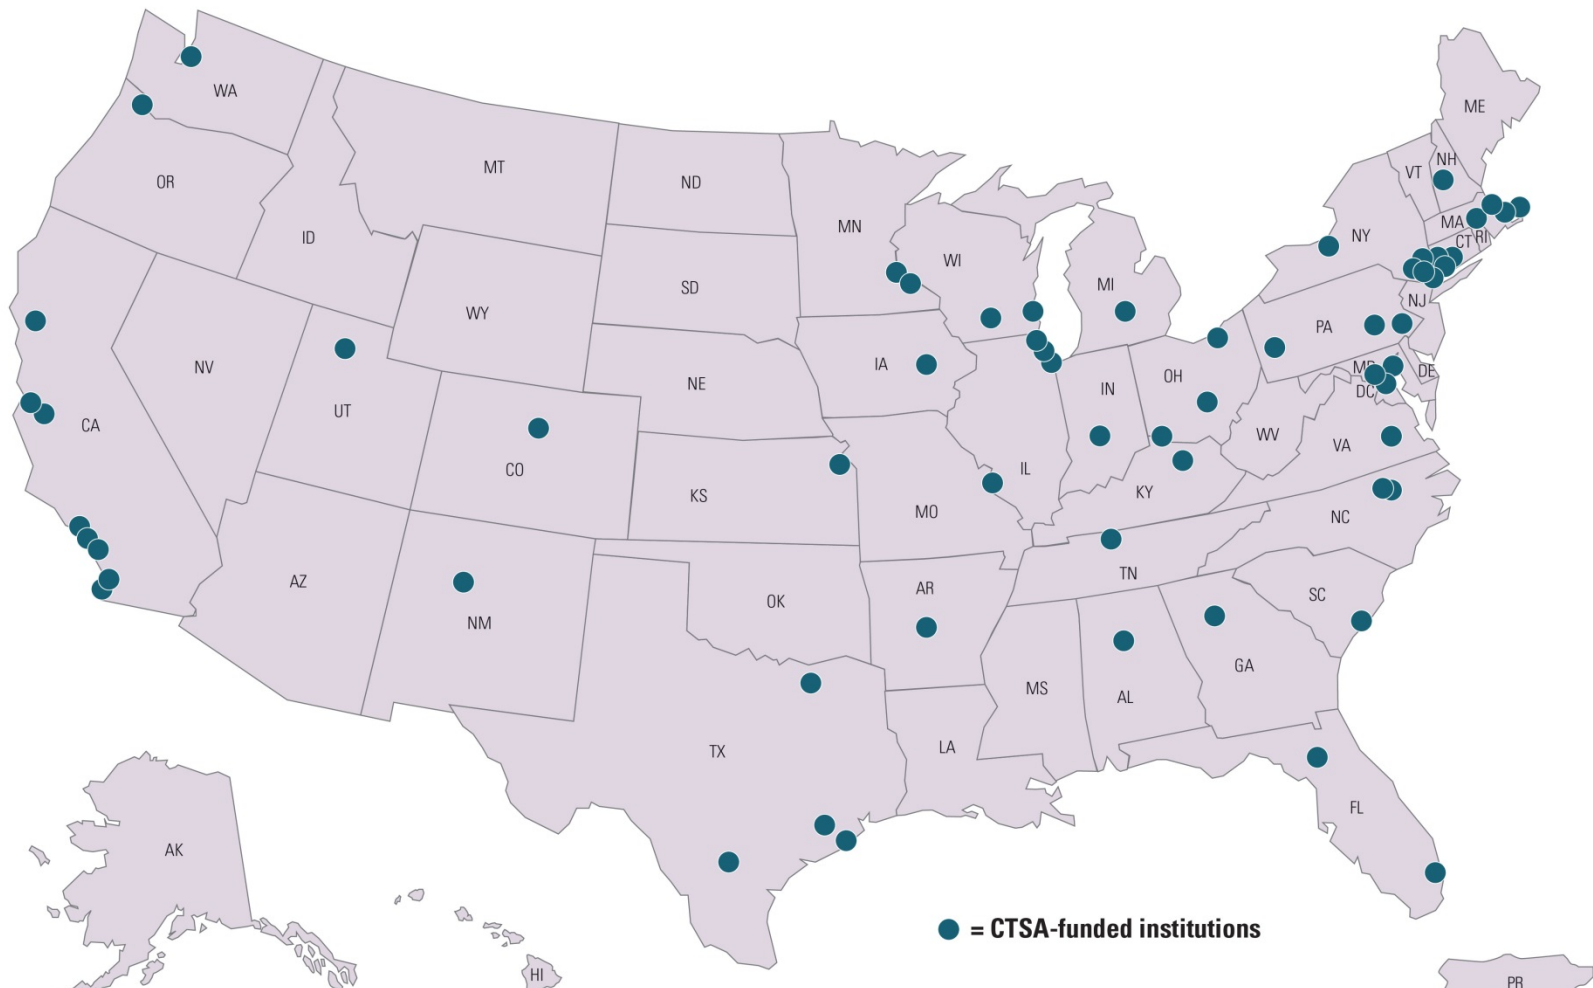 WA
ME
MT
NH
VT
ND
OR
MN
MA
NY
RI
ID
CT
WI
MI
SD
NJ
WY
PA
IA
NV
MD
DE
OH
NE
IN
DC
UT
CA
WV
VA
CO
IL
KS
KY
MO
NC
TN
AZ
AR
SC
OK
NM
GA
MS
AL
LA
TX
FL
AK
= CTSA-funded institutions
HI
PR